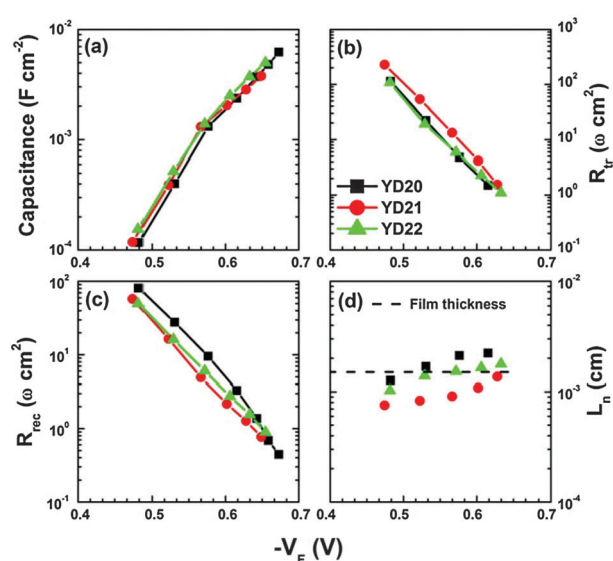 (a)
Capacitance (F cm⁻²)
10⁻²
10⁻³
10⁻⁴
0.4 0.5 0.6 0.7
(b)
YD20
YD21
YD22
R_tr (ω cm²)
10³
10²
10¹
10⁰
10⁻¹
0.4 0.5 0.6 0.7
(c)
R_rec (ω cm²)
10²
10¹
10⁰
10⁻¹
0.4 0.5 0.6 0.7
(d)
Film thickness
L_n (cm)
10⁻²
10⁻³
10⁻⁴
0.4 0.5 0.6 0.7
-V_F (V)